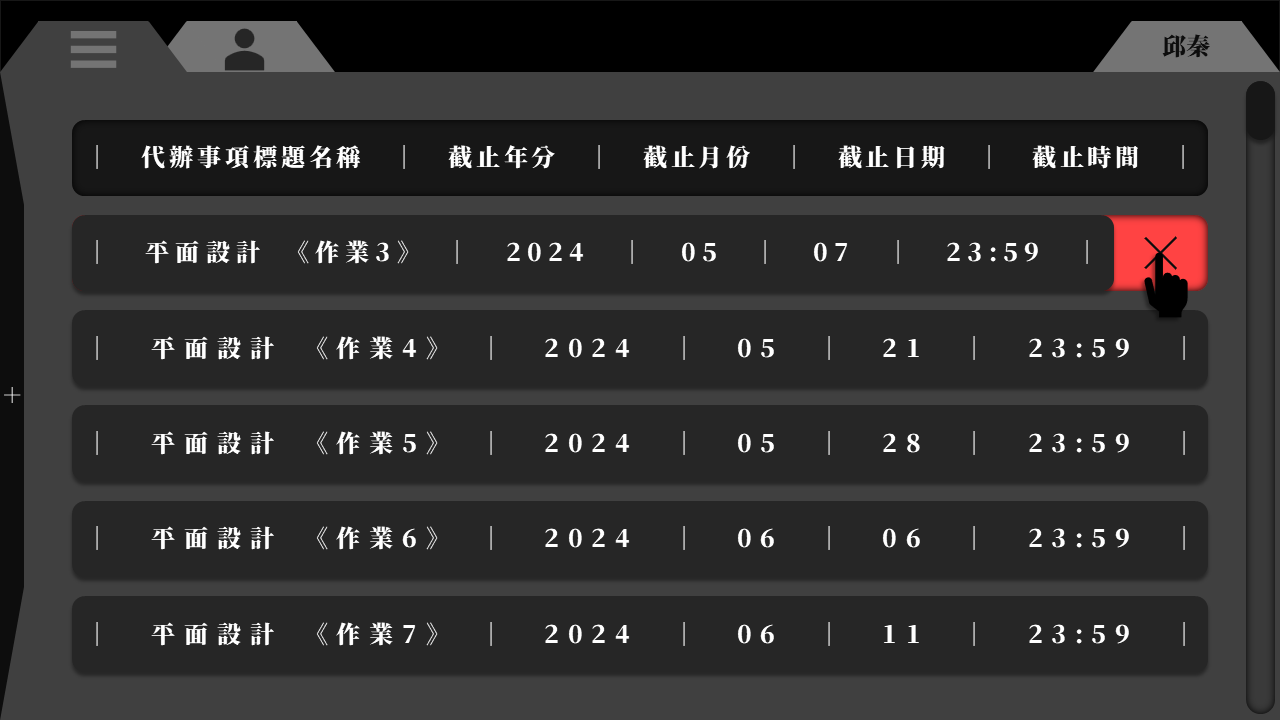 邱秦
| 代辦事項標題名稱 | 截止年分 | 截止月份 | 截止日期 | 截止時間 |
| 平面設計 《作業3》 | 2024 | 05 | 07 | 23:59 |
| 平面設計 《作業4》 | 2024 | 05 | 21 | 23:59 |
| 平面設計 《作業5》 | 2024 | 05 | 28 | 23:59 |
| 平面設計 《作業6》 | 2024 | 06 | 06 | 23:59 |
| 平面設計 《作業7》 | 2024 | 06 | 11 | 23:59 |